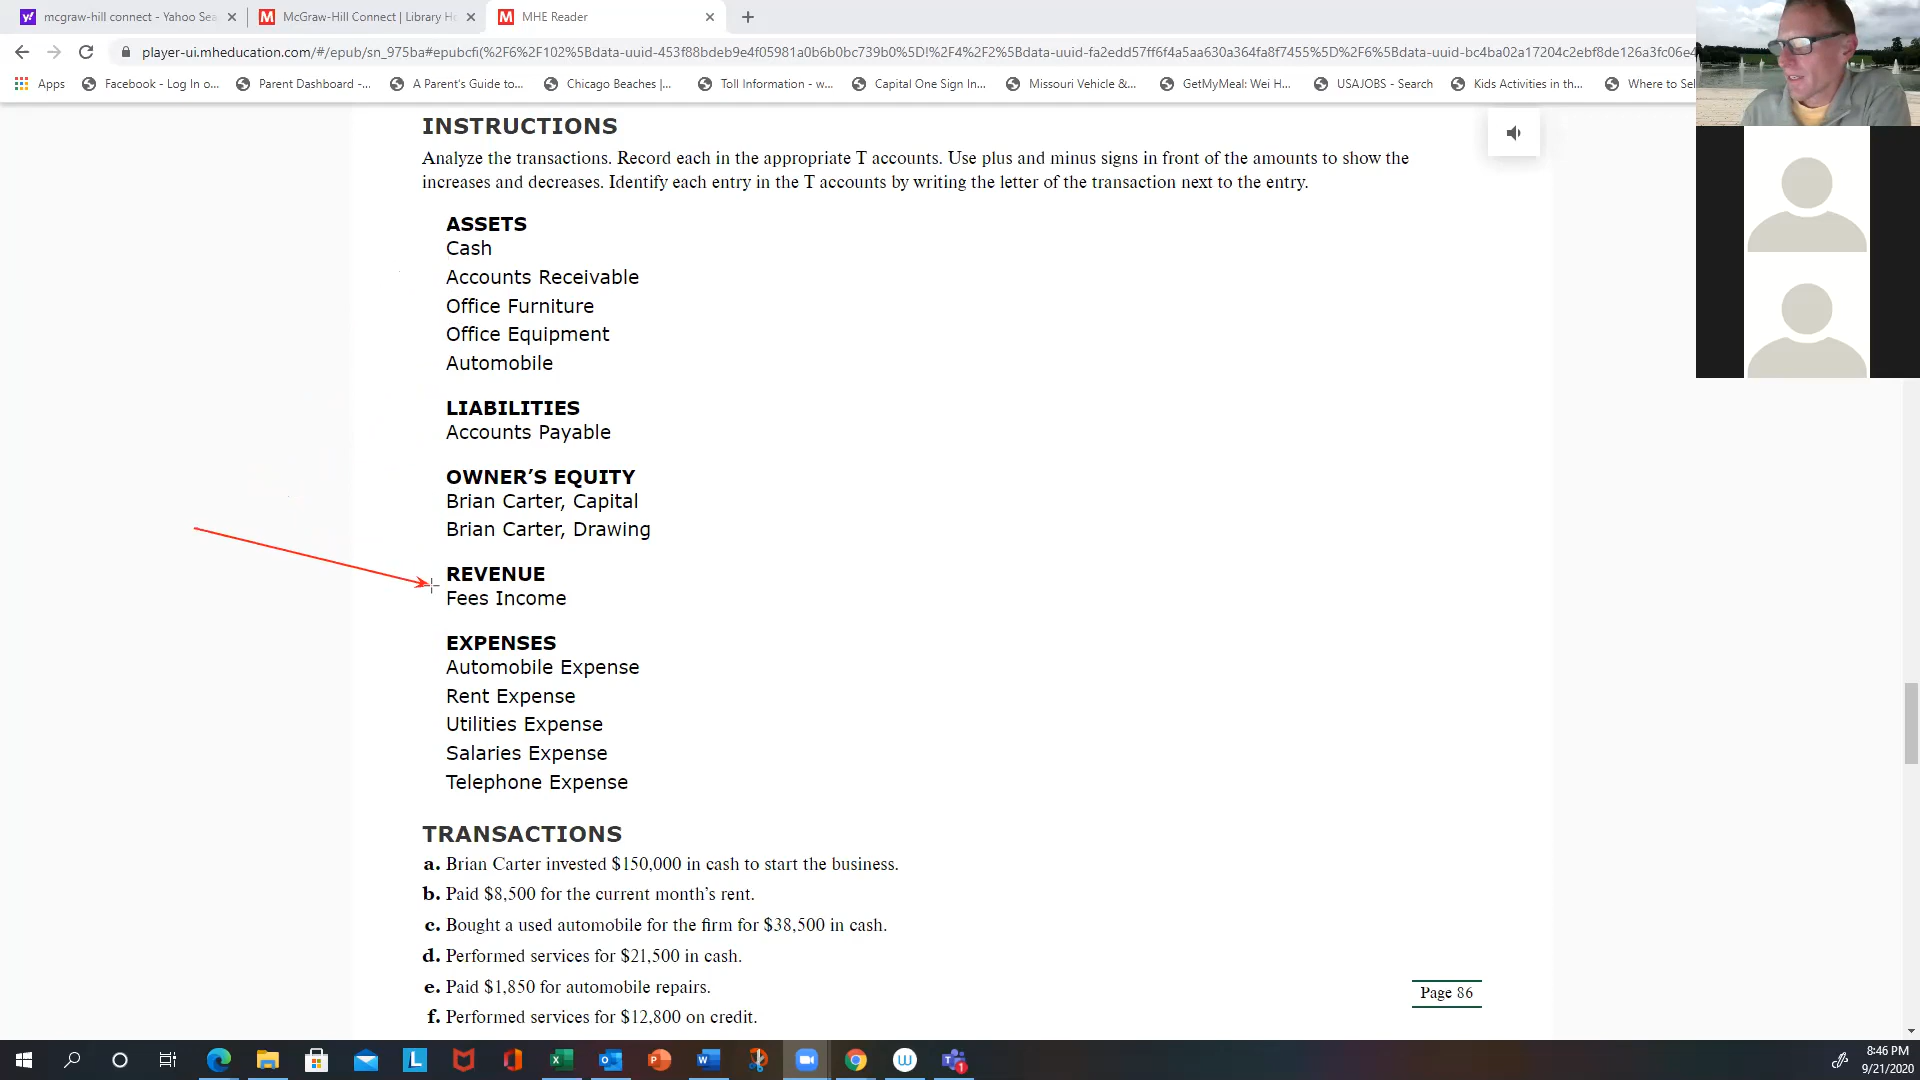 mcgraw-hill connect - Yahoo Sea
McGraw-Hill Connect | Library H
MHE Reader
player-ui.mheducation.com/#/epub/sn_975ba#epubcfi(%2F6%2F102%5Bdata-uuid-453f88bdeb9e4f05981a0b6b0bc739b0%5D!%2F4%2F2%5Bdata-uuid-fa2edd57ff6f4a5aa630a364fa8f7455%5D%2F6%5Bdata-uuid-bc4ba02a17204c2ebf8de126a3fc06e4
Apps
Facebook - Log In o...
Parent Dashboard -...
A Parent's Guide to...
Chicago Beaches |...
Toll Information - w...
Capital One Sign In...
Missouri Vehicle &...
GetMyMeal: Wei H...
USAJOBS - Search
Kids Activities in th...
Where to Sel
INSTRUCTIONS
Analyze the transactions. Record each in the appropriate T accounts. Use plus and minus signs in front of the amounts to show the
increases and decreases. Identify each entry in the T accounts by writing the letter of the transaction next to the entry.
ASSETS
Cash
Accounts Receivable
Office Furniture
Office Equipment
Automobile
LIABILITIES
Accounts Payable
OWNER’S EQUITY
Brian Carter, Capital
Brian Carter, Drawing
REVENUE
Fees Income
EXPENSES
Automobile Expense
Rent Expense
Utilities Expense
Salaries Expense
Telephone Expense
TRANSACTIONS
a. Brian Carter invested $150,000 in cash to start the business.
b. Paid $8,500 for the current month’s rent.
c. Bought a used automobile for the firm for $38,500 in cash.
d. Performed services for $21,500 in cash.
e. Paid $1,850 for automobile repairs.
Page 86
f. Performed services for $12,800 on credit.
8:46 PM
9/21/2020